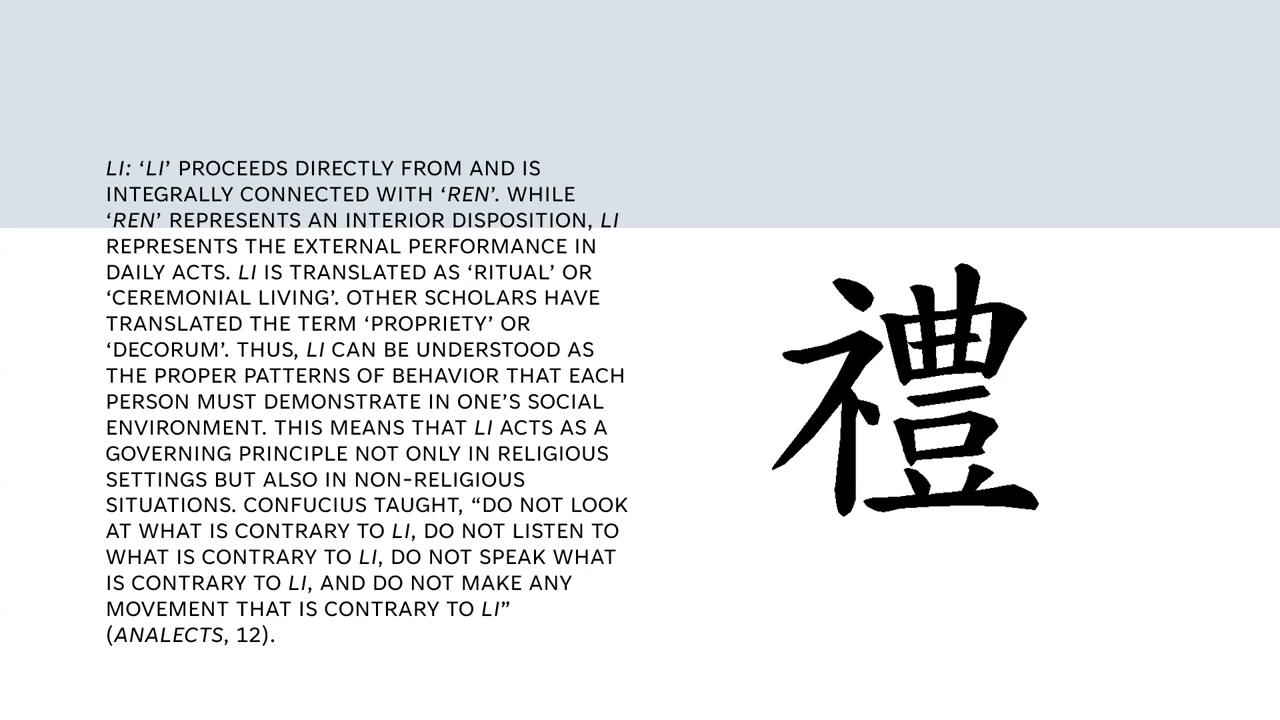 LI: ‘LI’ PROCEEDS DIRECTLY FROM AND IS
INTEGRALLY CONNECTED WITH ‘REN’. WHILE
‘REN’ REPRESENTS AN INTERIOR DISPOSITION, LI
REPRESENTS THE EXTERNAL PERFORMANCE IN
DAILY ACTS. LI IS TRANSLATED AS ‘RITUAL’ OR
‘CEREMONIAL LIVING’. OTHER SCHOLARS HAVE
TRANSLATED THE TERM ‘PROPRIETY’ OR
‘DECORUM’. THUS, LI CAN BE UNDERSTOOD AS
THE PROPER PATTERNS OF BEHAVIOR THAT EACH
PERSON MUST DEMONSTRATE IN ONE’S SOCIAL
ENVIRONMENT. THIS MEANS THAT LI ACTS AS A
GOVERNING PRINCIPLE NOT ONLY IN RELIGIOUS
SETTINGS BUT ALSO IN NON-RELIGIOUS
SITUATIONS. CONFUCIUS TAUGHT, “DO NOT LOOK
AT WHAT IS CONTRARY TO LI, DO NOT LISTEN TO
WHAT IS CONTRARY TO LI, DO NOT SPEAK WHAT
IS CONTRARY TO LI, AND DO NOT MAKE ANY
MOVEMENT THAT IS CONTRARY TO LI”
(ANALECTS, 12).
禮